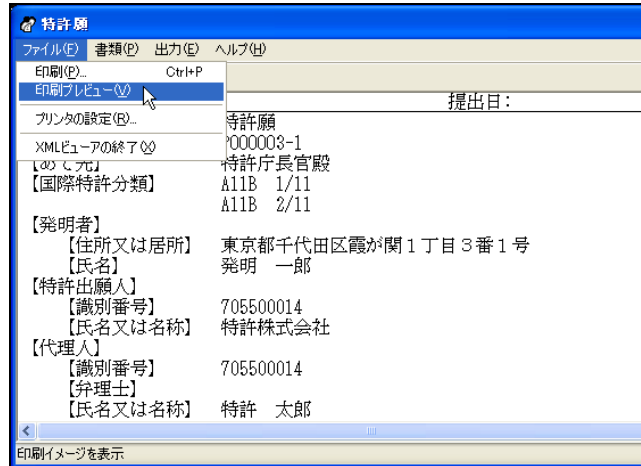 特許願
ファイル(F) 書類(P) 出力(E) ヘルプ(H)
印刷(P)... Ctrl+P
印刷プレビュー(V)
プリンタの設定(R)...
XMLビューアの終了(X)
提出日：
特許願
P000003-1
【あて先】 特許庁長官殿
【国際特許分類】 A11B 1/11
A11B 2/11
【発明者】
【住所又は居所】 東京都千代田区霞が関１丁目３番１号
【氏名】 発明 一郎
【特許出願人】
【識別番号】 705500014
【氏名又は名称】 特許株式会社
【代理人】
【識別番号】 705500014
【弁理士】
【氏名又は名称】 特許 太郎
印刷イメージを表示